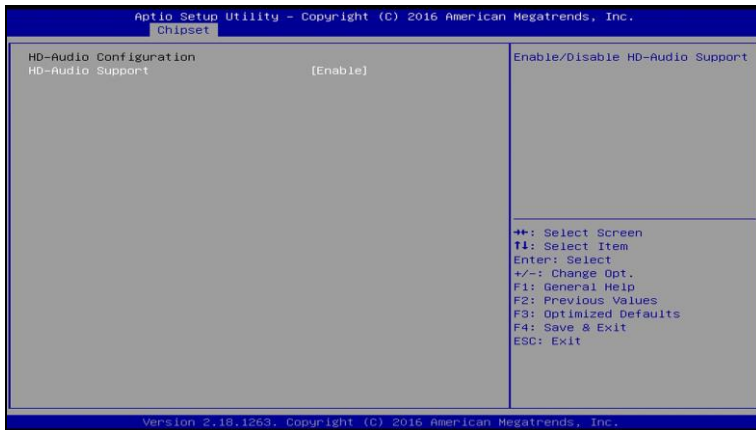 Aptio Setup Utility – Copyright (C) 2016 American Megatrends, Inc.
Chipset
HD-Audio Configuration
HD-Audio Support [Enable]
Enable/Disable HD-Audio Support
→←: Select Screen
↑↓: Select Item
Enter: Select
+/-: Change Opt.
F1: General Help
F2: Previous Values
F3: Optimized Defaults
F4: Save & Exit
ESC: Exit
Version 2.18.1263. Copyright (C) 2016 American Megatrends, Inc.